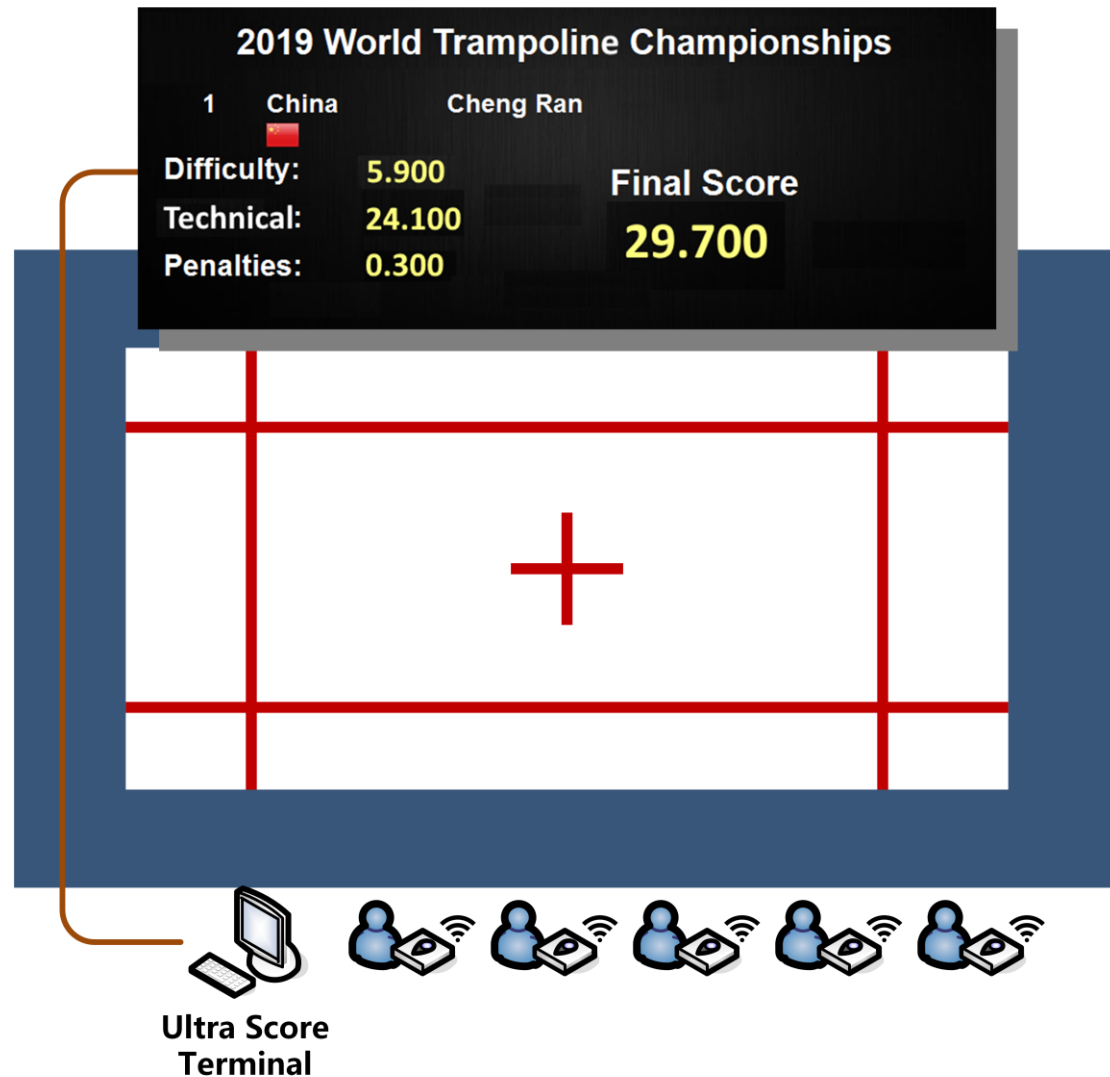 2019 World Trampoline Championships
1 China Cheng Ran
Difficulty: 5.900
Final Score
Technical: 24.100
29.700
Penalties: 0.300
Ultra Score
Terminal